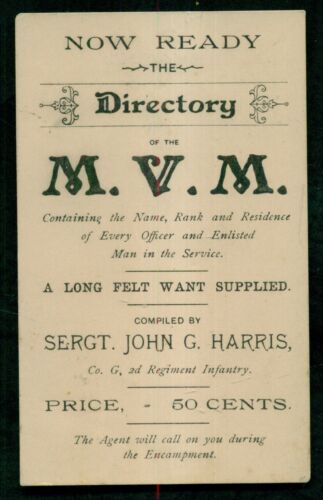 NOW READY
THE
Directory
OF THE
M. V. M.
Containing the Name, Rank and Residence
of Every Officer and Enlisted
Man in the Service.
A LONG FELT WANT SUPPLIED.
COMPILED BY
SERGT. JOHN G. HARRIS,
Co. G, 2d Regiment Infantry.
PRICE, - 50 CENTS.
The Agent will call on you during
the Encampment.